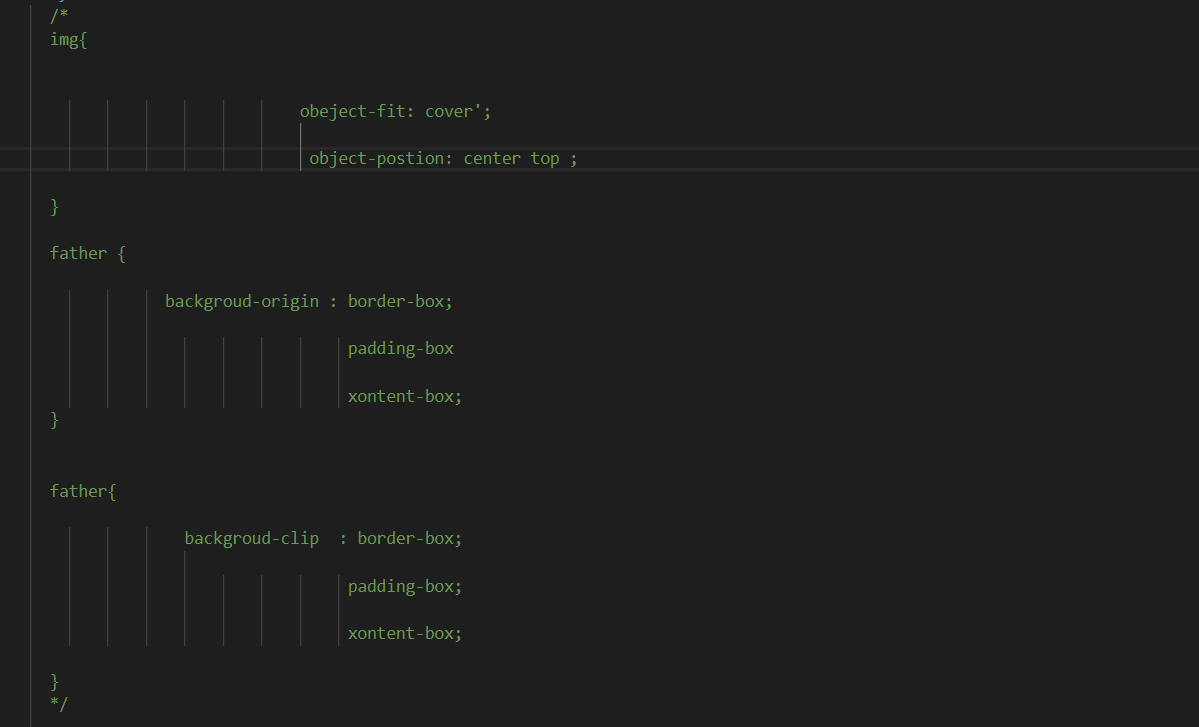 /*
img{
obeject-fit: cover';
object-postion: center top ;
}
father {
backgroud-origin : border-box;
padding-box
xontent-box;
}
father{
backgroud-clip  : border-box;
padding-box;
xontent-box;
}
*/